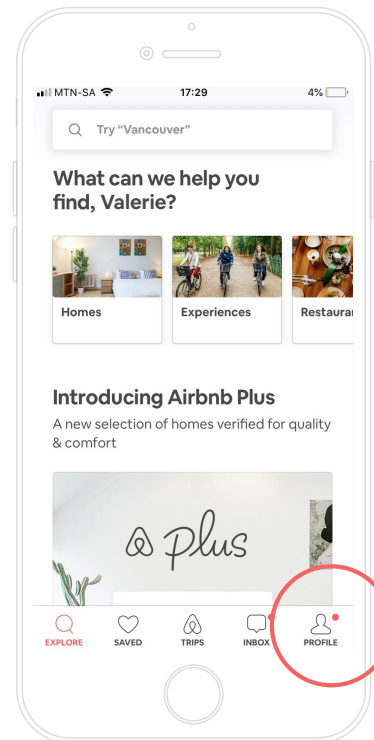 MTN-SA 17:29 4%
Try “Vancouver”
What can we help you
find, Valerie?
Homes Experiences Restaurar
Introducing Airbnb Plus
A new selection of homes verified for quality
& comfort
plus
EXPLORE SAVED TRIPS INBOX PROFILE